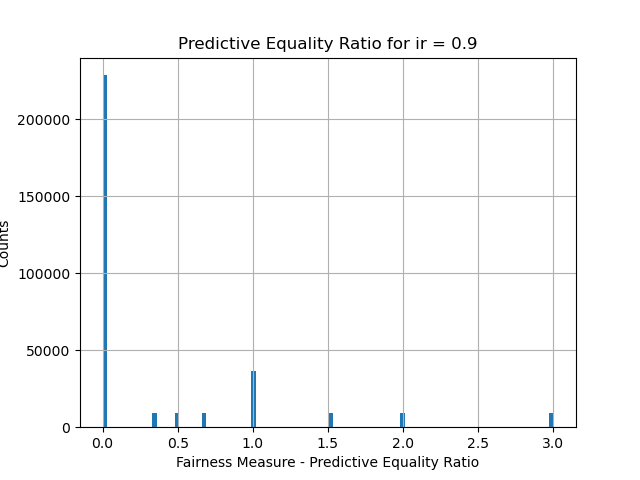 Predictive Equality Ratio for ir = 0.9
Counts
200000
150000
100000
50000
0
0.0 0.5 1.0 1.5 2.0 2.5 3.0
Fairness Measure - Predictive Equality Ratio